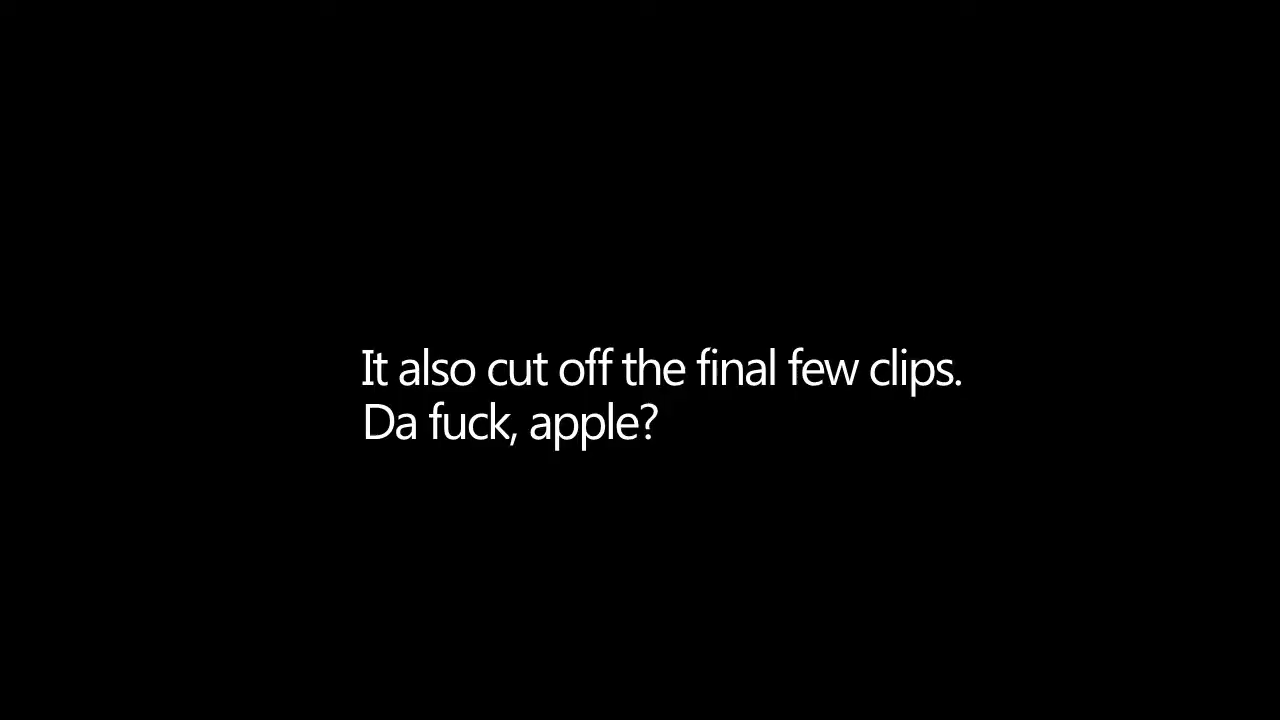 It also cut off the final few clips.
Da fuck, apple?